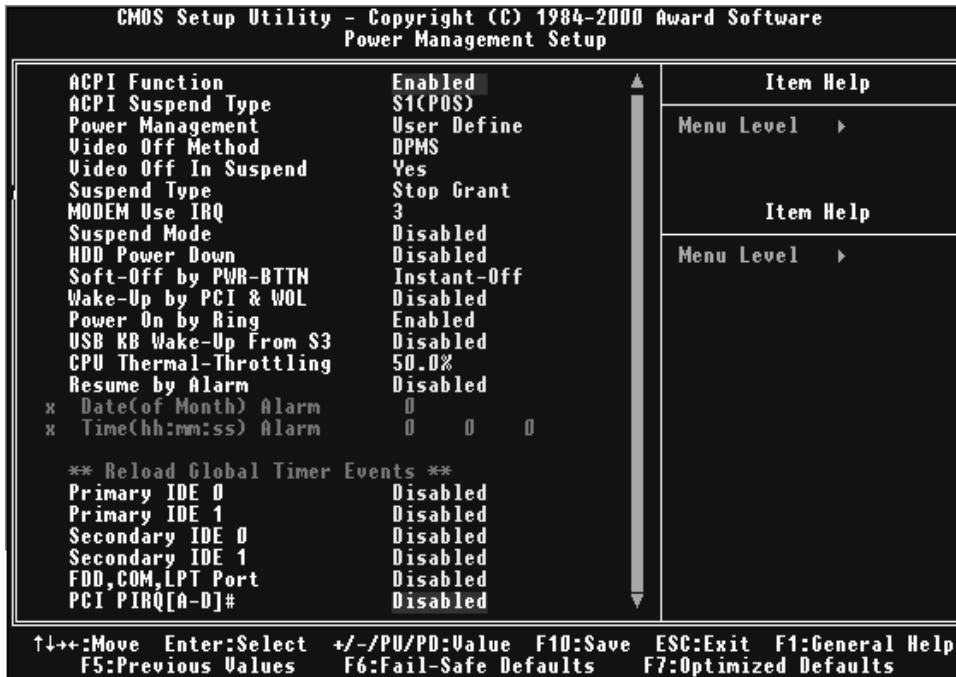 CMOS Setup Utility - Copyright (C) 1984-2000 Award Software
Power Management Setup
ACPI Function Enabled
ACPI Suspend Type S1(POS)
Power Management User Define
Video Off Method DPMS
Video Off In Suspend Yes
Suspend Type Stop Grant
MODEM Use IRQ 3
Suspend Mode Disabled
HDD Power Down Disabled
Soft-Off by PWR-BTTN Instant-Off
Wake-Up by PCI & WOL Disabled
Power On by Ring Enabled
USB KB Wake-Up From S3 Disabled
CPU Thermal-Throttling 50.0%
Resume by Alarm Disabled
x Date(of Month) Alarm 0
x Time(hh:mm:ss) Alarm 0 0 0
** Reload Global Timer Events **
Primary IDE 0 Disabled
Primary IDE 1 Disabled
Secondary IDE 0 Disabled
Secondary IDE 1 Disabled
FDD,COM,LPT Port Disabled
PCI PIRQ[A-D]# Disabled
Item Help
Menu Level ▸
Item Help
Menu Level ▸
↑↓→←:Move Enter:Select +/-/PU/PD:Value F10:Save ESC:Exit F1:General Help
F5:Previous Values F6:Fail-Safe Defaults F7:Optimized Defaults